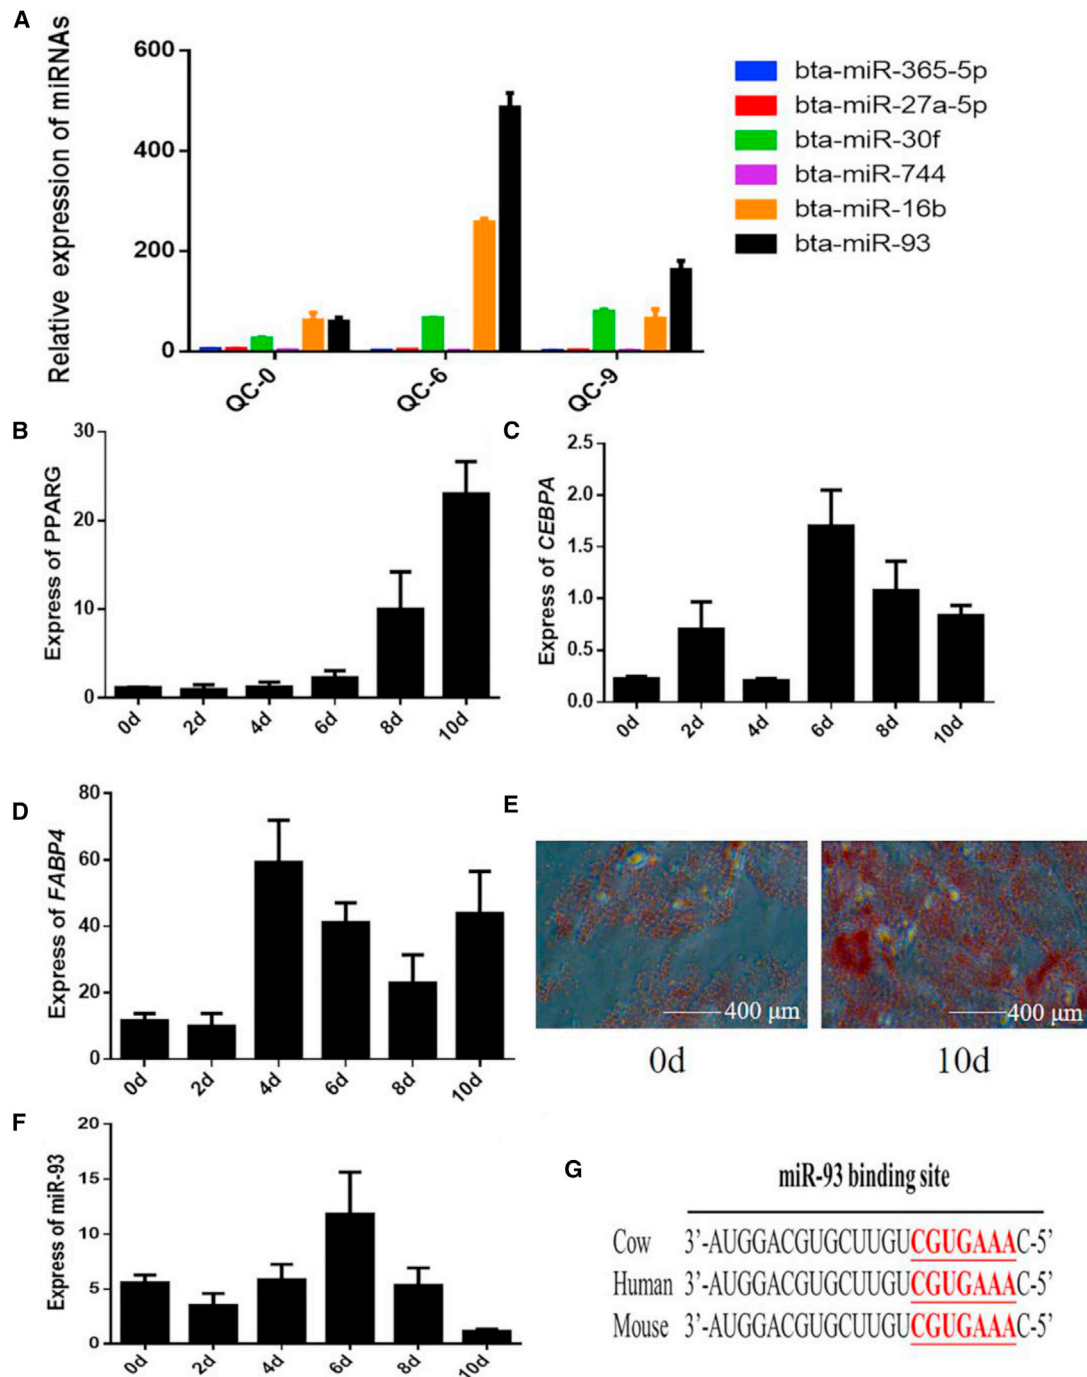 A
Relative expression of miRNAs
600
400
200
0
QC-0
QC-6
QC-9
bta-miR-365-5p
bta-miR-27a-5p
bta-miR-30f
bta-miR-744
bta-miR-16b
bta-miR-93
B
Express of PPARG
30
20
10
0
0d
2d
4d
6d
8d
10d
C
Express of CEBPA
2.5
2.0
1.5
1.0
0.5
0.0
0d
2d
4d
6d
8d
10d
D
Express of FABP4
80
60
40
20
0
0d
2d
4d
6d
8d
10d
E
400 μm
400 μm
0d
10d
F
Express of miR-93
20
15
10
5
0
0d
2d
4d
6d
8d
10d
G
miR-93 binding site
Cow 3’-AUGGACGUGCUUGUCGUGAAAC-5’
Human 3’-AUGGACGUGCUUGUCGUGAAAC-5’
Mouse 3’-AUGGACGUGCUUGUCGUGAAAC-5’